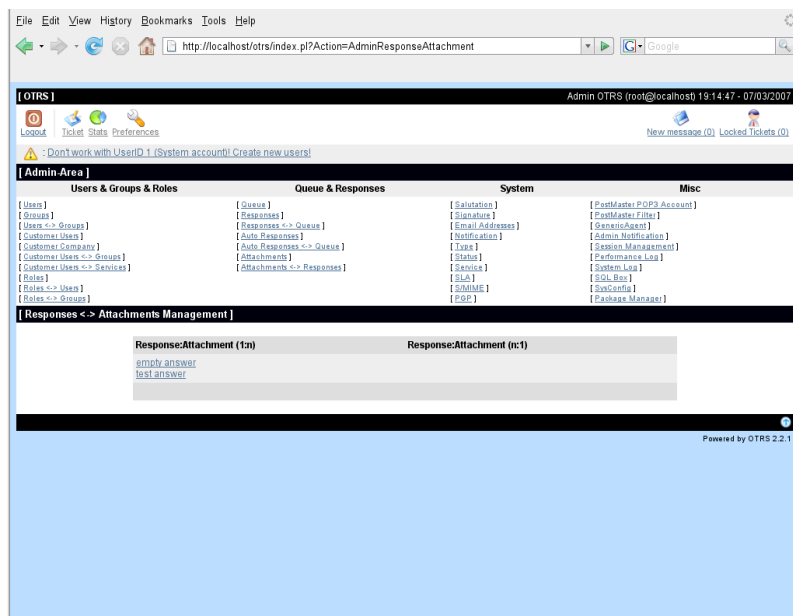 File Edit View History Bookmarks Tools Help
http://localhost/otrs/index.pl?Action=AdminResponseAttachment
G Google
[ OTRS ]
Admin OTRS (root@localhost) 19:14:47 - 07/03/2007
Logout Ticket Stats Preferences
New message (0) Locked Tickets (0)
: Don't work with UserID 1 (System account)! Create new users!
[ Admin-Area ]
Users & Groups & Roles Queue & Responses System Misc
[ Users ] [ Queue ] [ Salutation ] [ PostMaster POP3 Account ]
[ Groups ] [ Responses ] [ Signature ] [ PostMaster Filter ]
[ Users <-> Groups ] [ Responses <-> Queue ] [ Email Addresses ] [ GenericAgent ]
[ Customer Users ] [ Auto Responses ] [ Notification ] [ Admin Notification ]
[ Customer Company ] [ Auto Responses <-> Queue ] [ Type ] [ Session Management ]
[ Customer Users <-> Groups ] [ Attachments ] [ Status ] [ Performance Log ]
[ Customer Users <-> Services ] [ Attachments <-> Responses ] [ Service ] [ System Log ]
[ Roles ] [ SLA ] [ SQL Box ]
[ Roles <-> Users ] [ S/MIME ] [ SysConfig ]
[ Roles <-> Groups ] [ PGP ] [ Package Manager ]
[ Responses <-> Attachments Management ]
Response:Attachment (1:n) Response:Attachment (n:1)
empty answer
test answer
Powered by OTRS 2.2.1